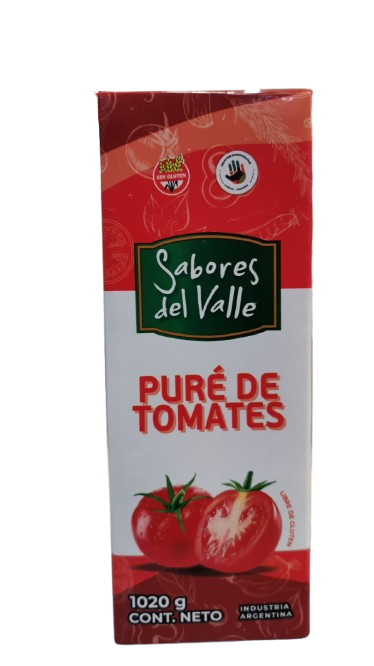 SIN GLUTEN
Sabores
del Valle
PURÉ DE
TOMATES
LIBRE DE GLUTEN
1020 g
CONT. NETO
INDUSTRIA
ARGENTINA